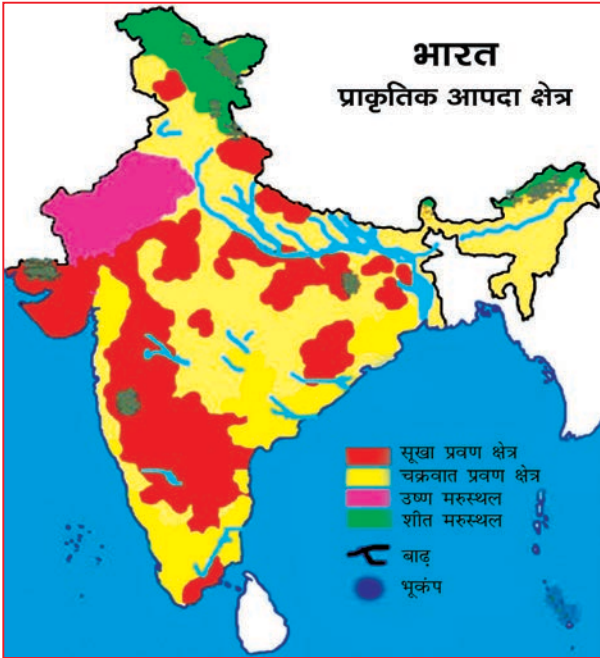 भारत
प्राकृतिक आपदा क्षेत्र
सूखा प्रवण क्षेत्र
चक्रवात प्रवण क्षेत्र
उष्ण मरुस्थल
शीत मरुस्थल
बाढ़
भूकंप